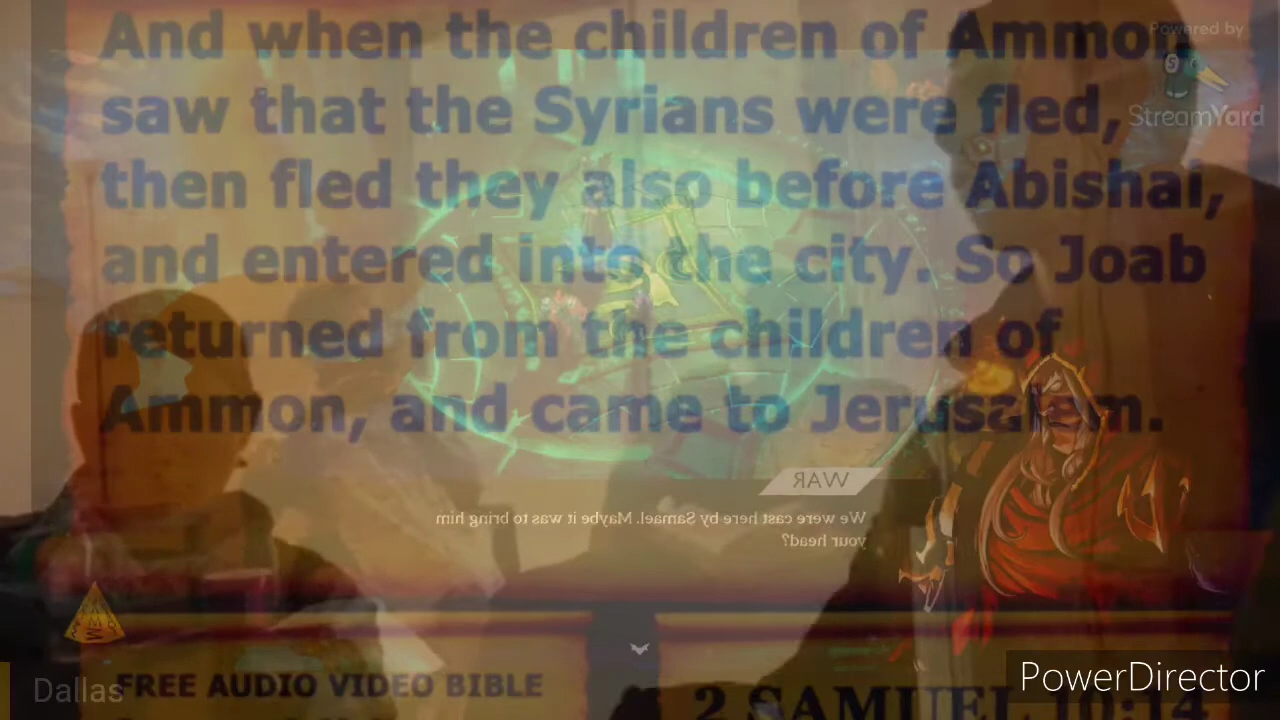 And when the children of Ammon
Powered by
saw that the Syrians were fled,
StreamYard
then fled they also before Abishai,
and entered into the city. So Joab
returned from the children of
Ammon, and came to Jerusalem.
WAR
We were cast here by Samael. Maybe it was to bring him
your head?
PowerDirector
Dallas
FREE AUDIO VIDEO BIBLE
2 SAMUEL 10:14